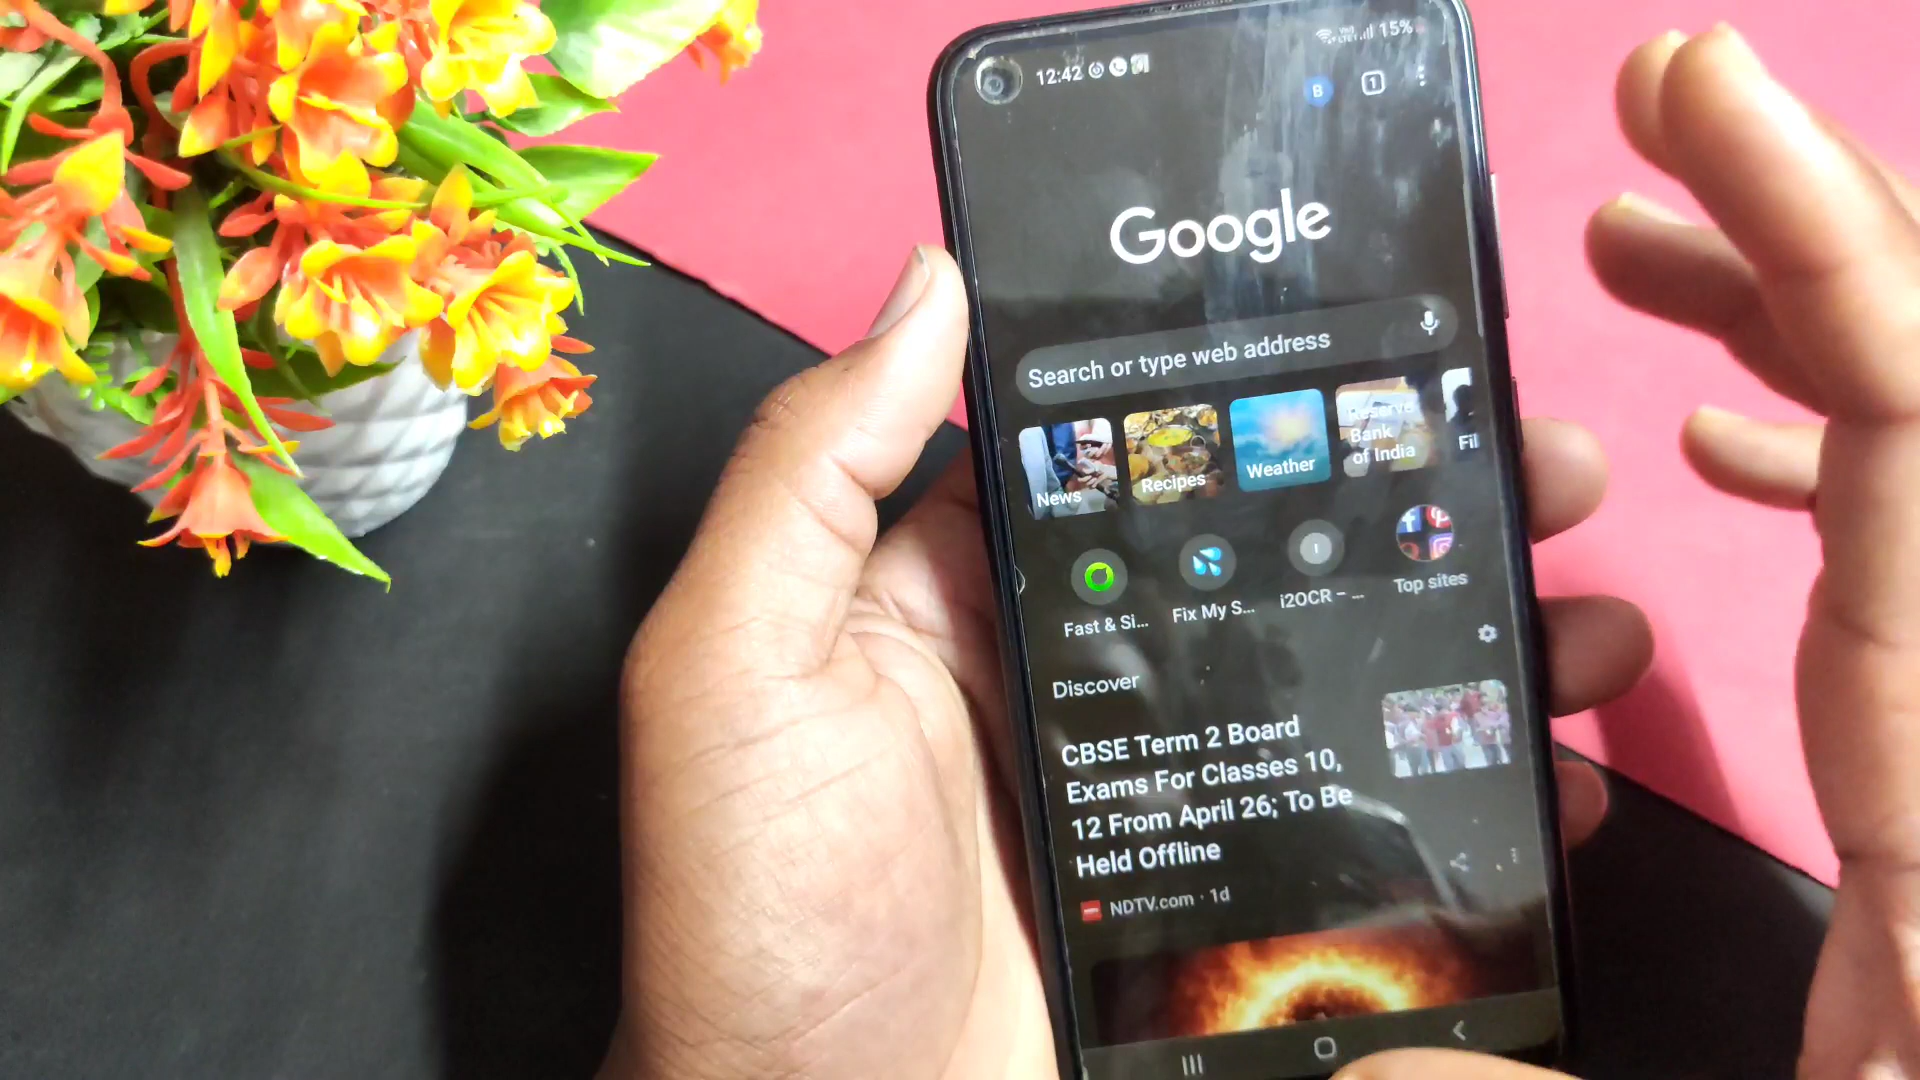 12:42
15%
B
1
Google
Search or type web address
News
Recipes
Weather
Reserve
Bank
of India
Fil
Fast & Si...
Fix My S...
i2OCR - ...
Top sites
Discover
CBSE Term 2 Board
Exams For Classes 10,
12 From April 26; To Be
Held Offline
NDTV.com · 1d